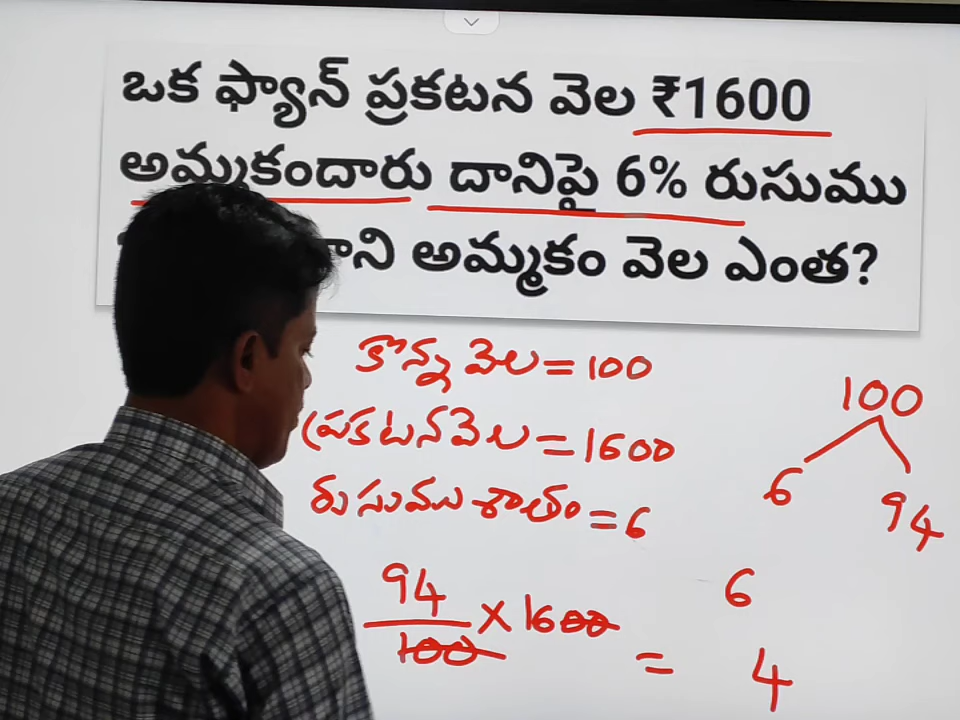 ఒక ఫ్యాన్ ప్రకటన వెల ₹1600
అమ్మకందారు దానిపై 6% రుసుము
అమ్మకం వెల ఎంత?
కొన్న వెల = 100
ప్రకటన వెల = 1600
రుసుము శాతం = 6
100
6 94
94
× 1600
100
6
= 4